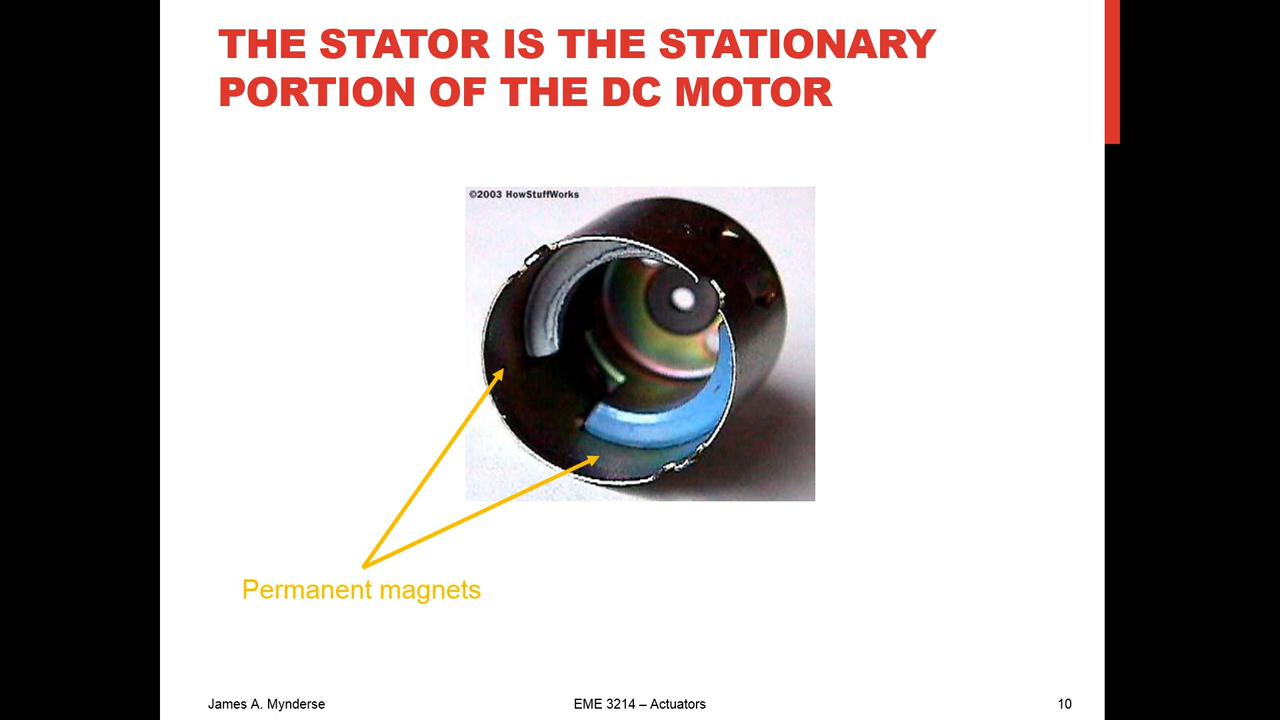 THE STATOR IS THE STATIONARY
PORTION OF THE DC MOTOR
©2003 HowStuffWorks
Permanent magnets
James A. Mynderse
EME 3214 – Actuators
10